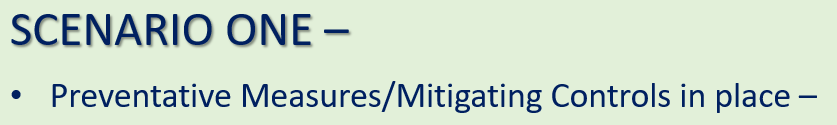 SCENARIO ONE –
• Preventative Measures/Mitigating Controls in place –